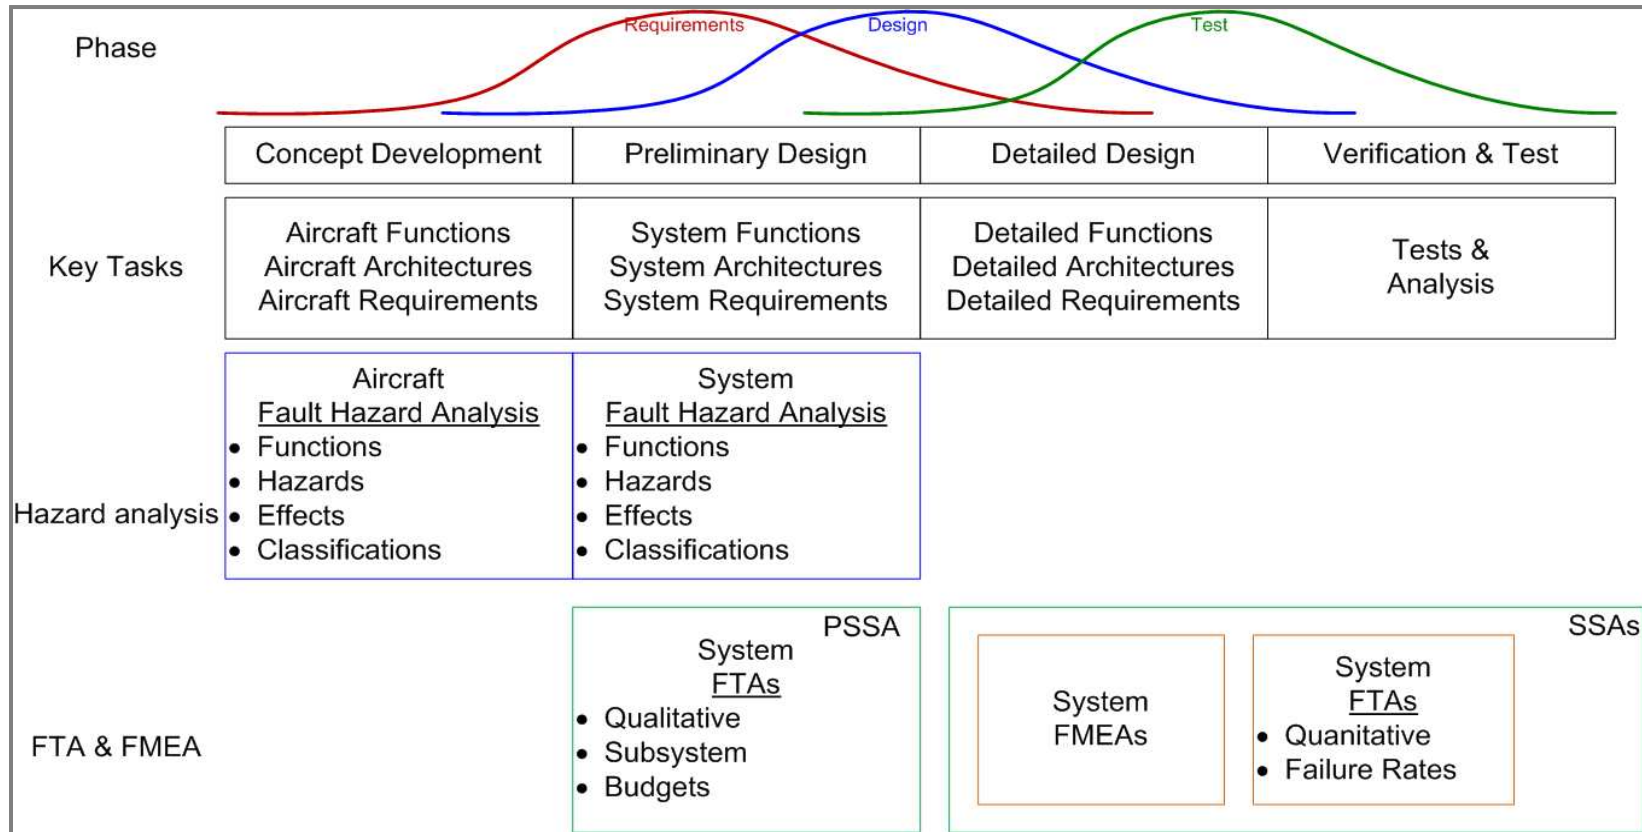 Phase
Requirements
Design
Test
Concept Development
Preliminary Design
Detailed Design
Verification & Test
Key Tasks
Aircraft Functions
Aircraft Architectures
Aircraft Requirements
System Functions
System Architectures
System Requirements
Detailed Functions
Detailed Architectures
Detailed Requirements
Tests &
Analysis
Hazard analysis
Aircraft
Fault Hazard Analysis
• Functions
• Hazards
• Effects
• Classifications
System
Fault Hazard Analysis
• Functions
• Hazards
• Effects
• Classifications
FTA & FMEA
PSSA
System
FTAs
• Qualitative
• Subsystem
• Budgets
SSAs
System
FMEAs
System
FTAs
• Quanitative
• Failure Rates